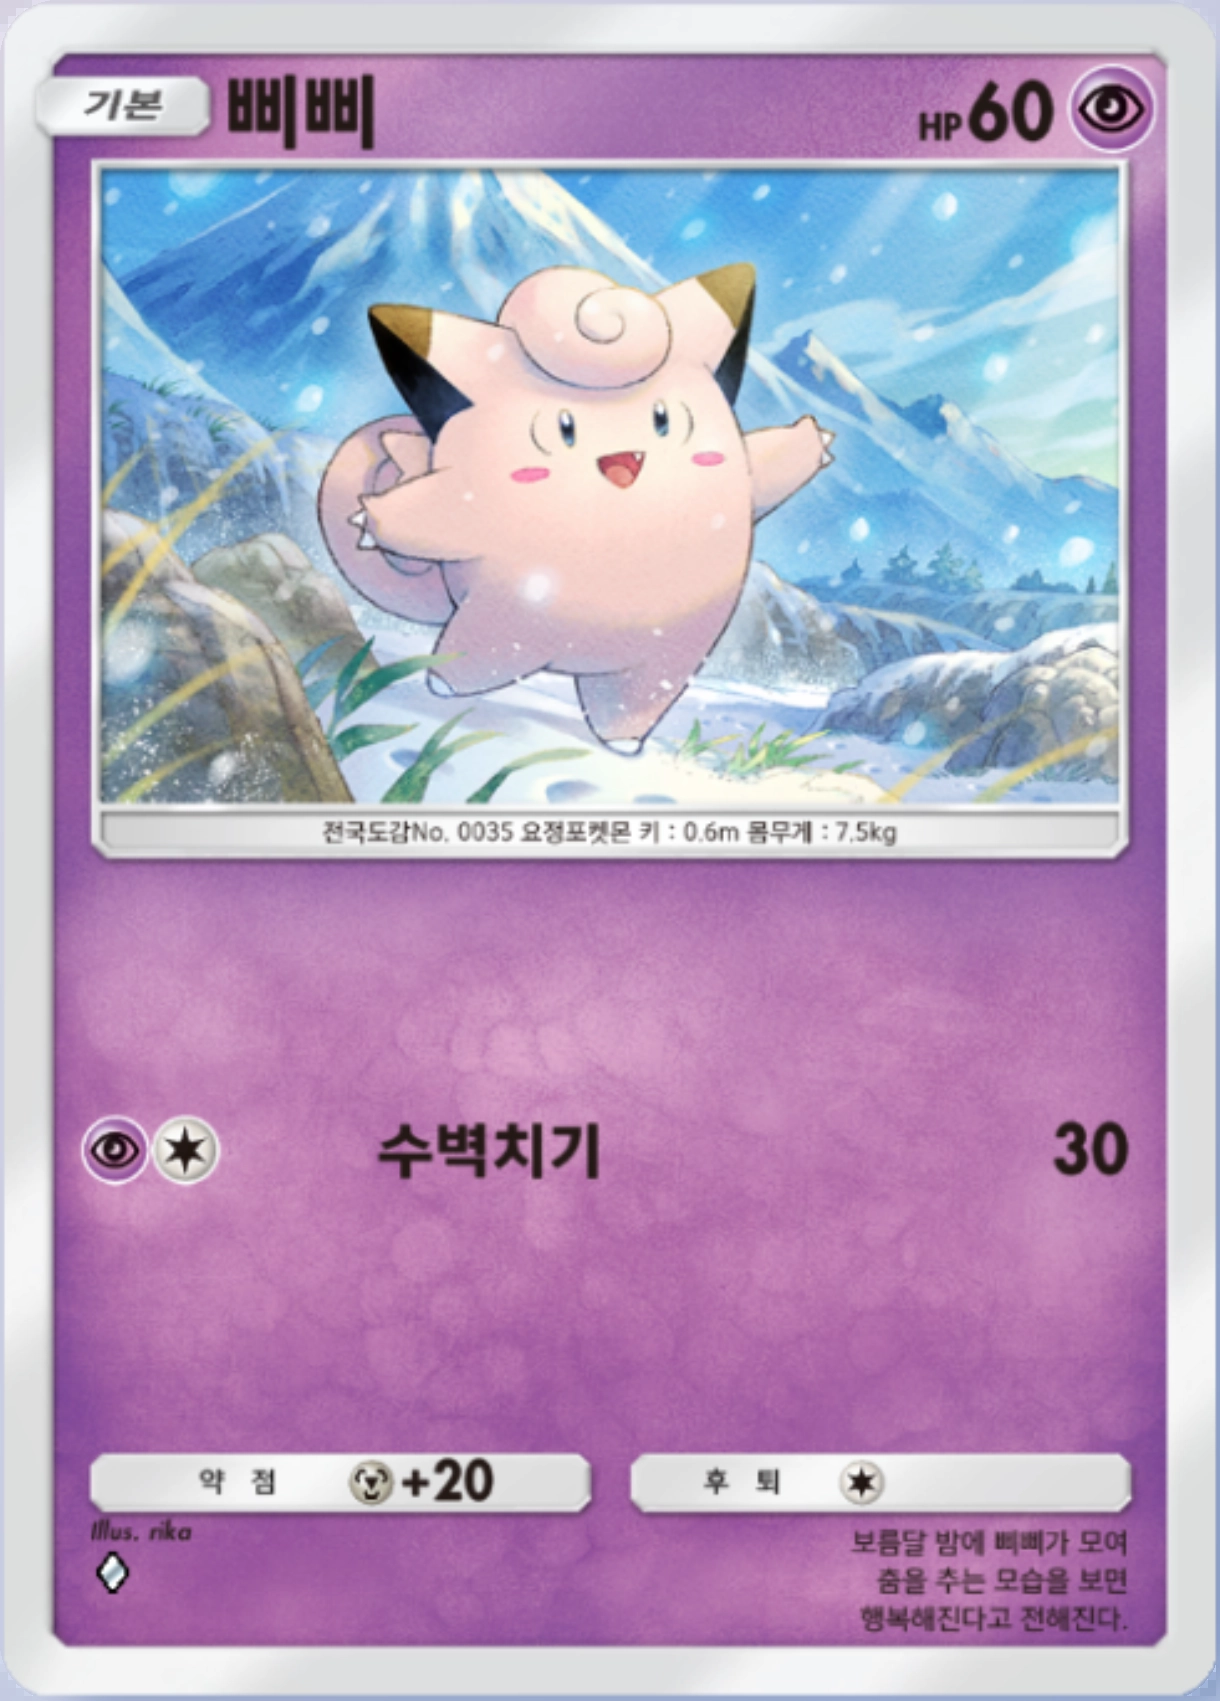 기본 삐삐 HP 60
전국도감No. 0035 요정포켓몬 키 : 0.6m 몸무게 : 7.5kg
수벽치기 30
약 점 +20 후 퇴
Illus. rika
보름달 밤에 삐삐가 모여
춤을 추는 모습을 보면
행복해진다고 전해진다.